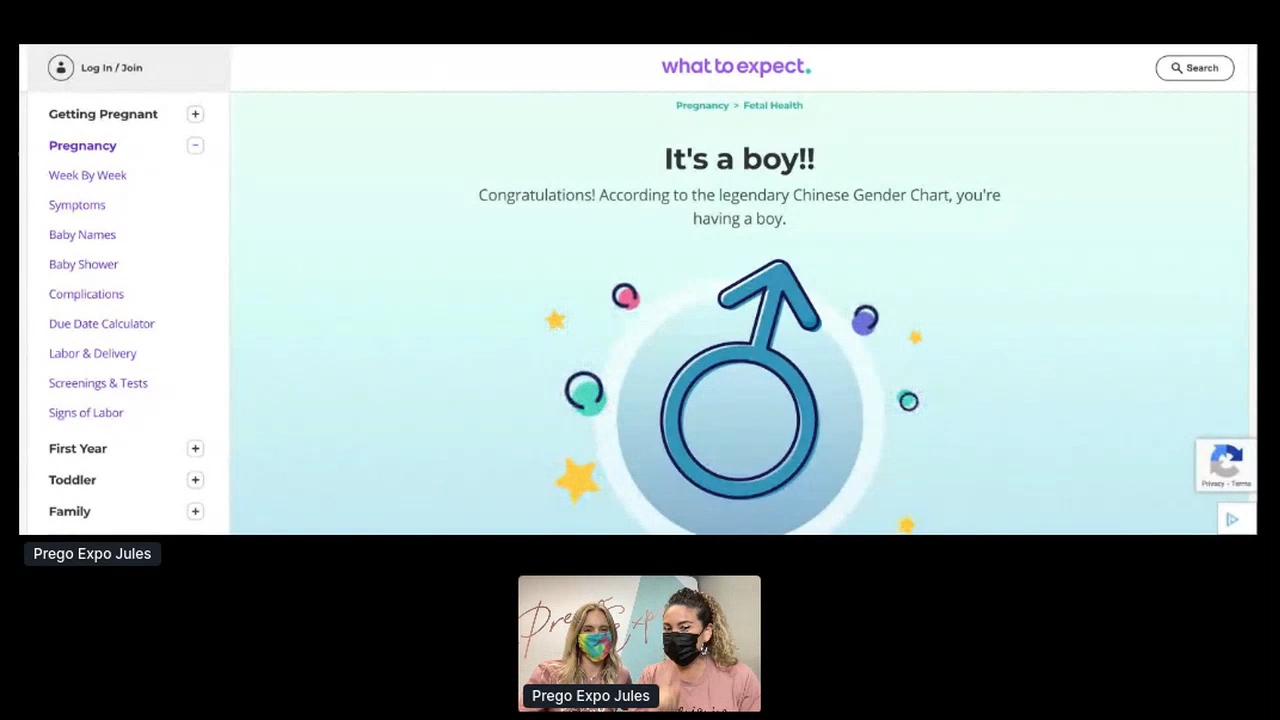 Log In / Join
what to expect.
Search
Getting Pregnant
Pregnancy
Week By Week
Symptoms
Baby Names
Baby Shower
Complications
Due Date Calculator
Labor & Delivery
Screenings & Tests
Signs of Labor
First Year
Toddler
Family
Pregnancy > Fetal Health
It's a boy!!
Congratulations! According to the legendary Chinese Gender Chart, you're
having a boy.
Privacy - Terms
Prego Expo Jules
Prego Expo Jules